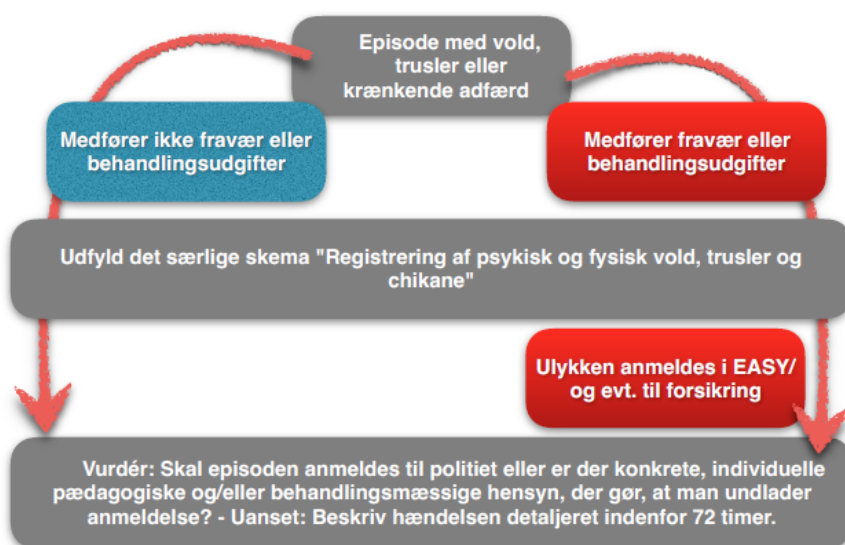 Episode med vold,
trusler eller
krænkende adfærd
Medfører ikke fravær eller
behandlingsudgifter
Medfører fravær eller
behandlingsudgifter
Udfyld det særlige skema "Registrering af psykisk og fysisk vold, trusler og
chikane"
Ulykken anmeldes i EASY/
og evt. til forsikring
Vurdér: Skal episoden anmeldes til politiet eller er der konkrete, individuelle
pædagogiske og/eller behandlingsmæssige hensyn, der gør, at man undlader
anmeldelse? - Uanset: Beskriv hændelsen detaljeret indenfor 72 timer.